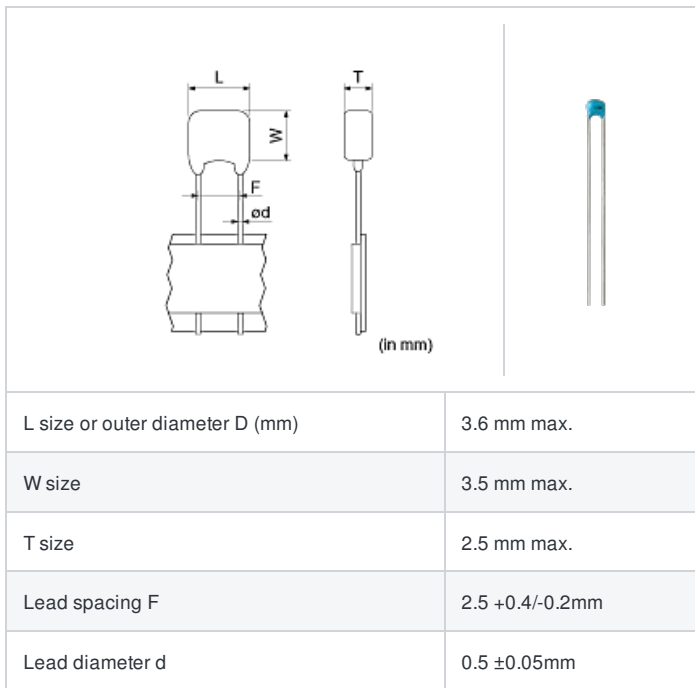 L
T
W
F
ød
(in mm)
L size or outer diameter D (mm) 3.6 mm max.
W size 3.5 mm max.
T size 2.5 mm max.
Lead spacing F 2.5 +0.4/-0.2mm
Lead diameter d 0.5 ±0.05mm